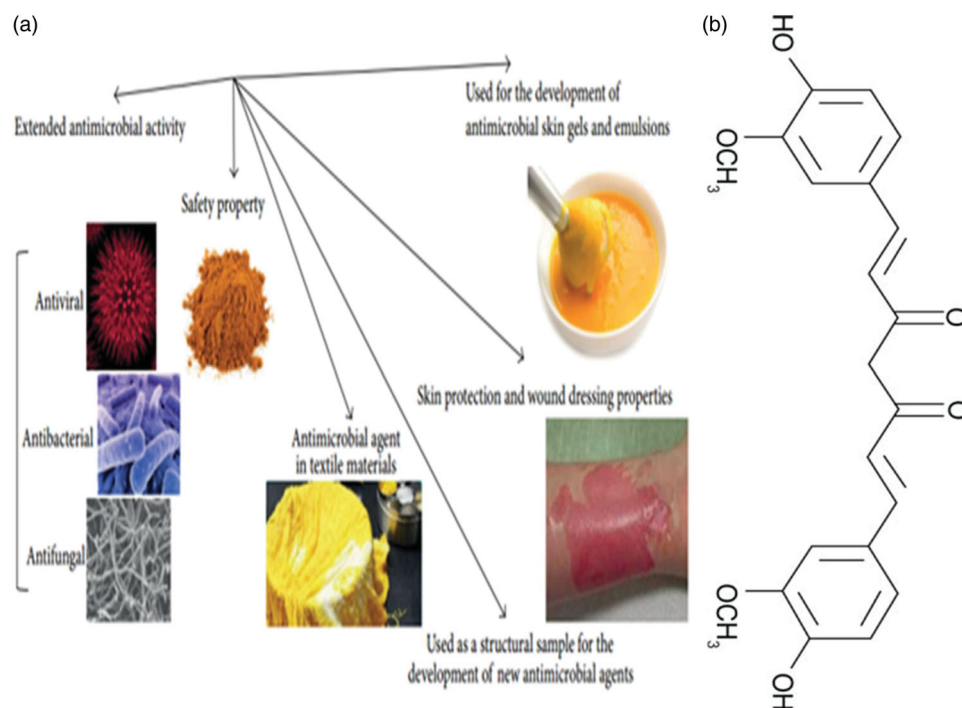 (a)
Extended antimicrobial activity
Used for the development of
antimicrobial skin gels and emulsions
Safety property
Antiviral
Antibacterial
Antifungal
Skin protection and wound dressing properties
Antimicrobial agent
in textile materials
Used as a structural sample for the
development of new antimicrobial agents
(b)
HO
OCH3
O
O
OCH3
OH